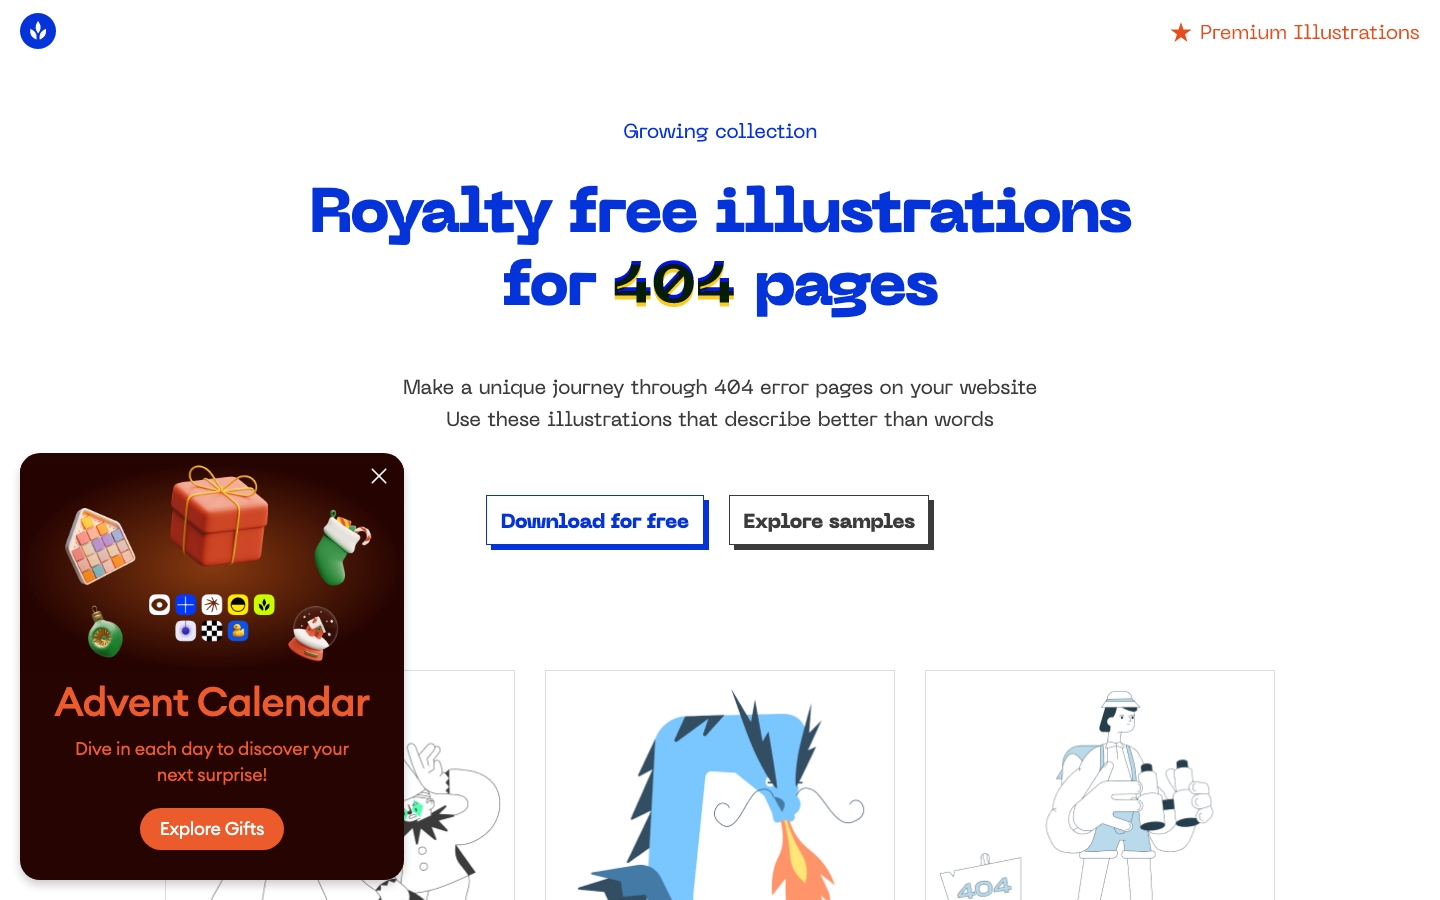 Premium Illustrations
Growing collection
Royalty free illustrations
for 404 pages
Make a unique journey through 404 error pages on your website
Use these illustrations that describe better than words
Download for free
Explore samples
Advent Calendar
Dive in each day to discover your
next surprise!
Explore Gifts
404